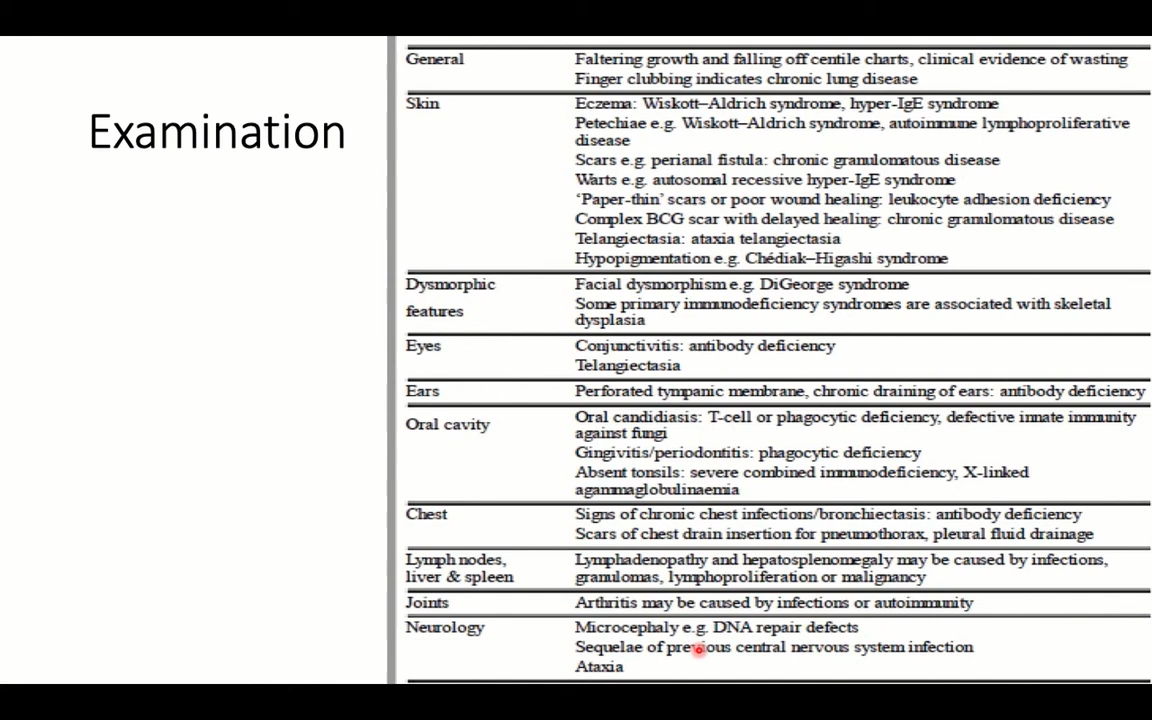 Examination
General
Faltering growth and falling off centile charts, clinical evidence of wasting
Finger clubbing indicates chronic lung disease
Skin
Eczema: Wiskott–Aldrich syndrome, hyper-IgE syndrome
Petechiae e.g. Wiskott–Aldrich syndrome, autoimmune lymphoproliferative
disease
Scars e.g. perianal fistula: chronic granulomatous disease
Warts e.g. autosomal recessive hyper-IgE syndrome
‘Paper-thin’ scars or poor wound healing: leukocyte adhesion deficiency
Complex BCG scar with delayed healing: chronic granulomatous disease
Telangiectasia: ataxia telangiectasia
Hypopigmentation e.g. Chédiak–Higashi syndrome
Dysmorphic
features
Facial dysmorphism e.g. DiGeorge syndrome
Some primary immunodeficiency syndromes are associated with skeletal
dysplasia
Eyes
Conjunctivitis: antibody deficiency
Telangiectasia
Ears
Perforated tympanic membrane, chronic draining of ears: antibody deficiency
Oral cavity
Oral candidiasis: T-cell or phagocytic deficiency, defective innate immunity
against fungi
Gingivitis/periodontitis: phagocytic deficiency
Absent tonsils: severe combined immunodeficiency, X-linked
agammaglobulinaemia
Chest
Signs of chronic chest infections/bronchiectasis: antibody deficiency
Scars of chest drain insertion for pneumothorax, pleural fluid drainage
Lymph nodes,
liver & spleen
Lymphadenopathy and hepatosplenomegaly may be caused by infections,
granulomas, lymphoproliferation or malignancy
Joints
Arthritis may be caused by infections or autoimmunity
Neurology
Microcephaly e.g. DNA repair defects
Sequelae of previous central nervous system infection
Ataxia